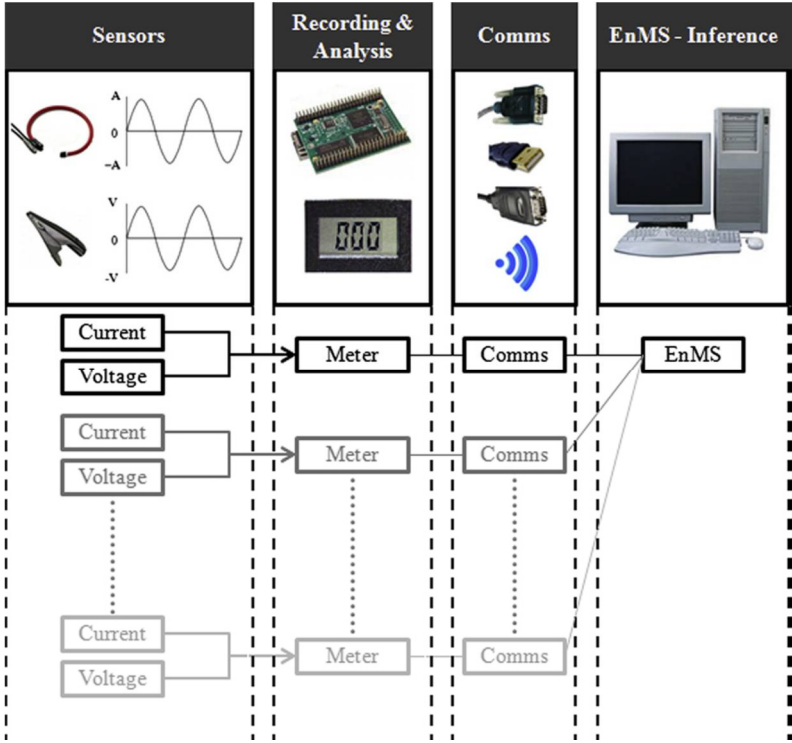 Sensors
Recording &
Analysis
Comms
EnMS - Inference
A
0
–A
V
0
-V
000
Current
Voltage
Meter
Comms
EnMS
Current
Voltage
Meter
Comms
Current
Voltage
Meter
Comms